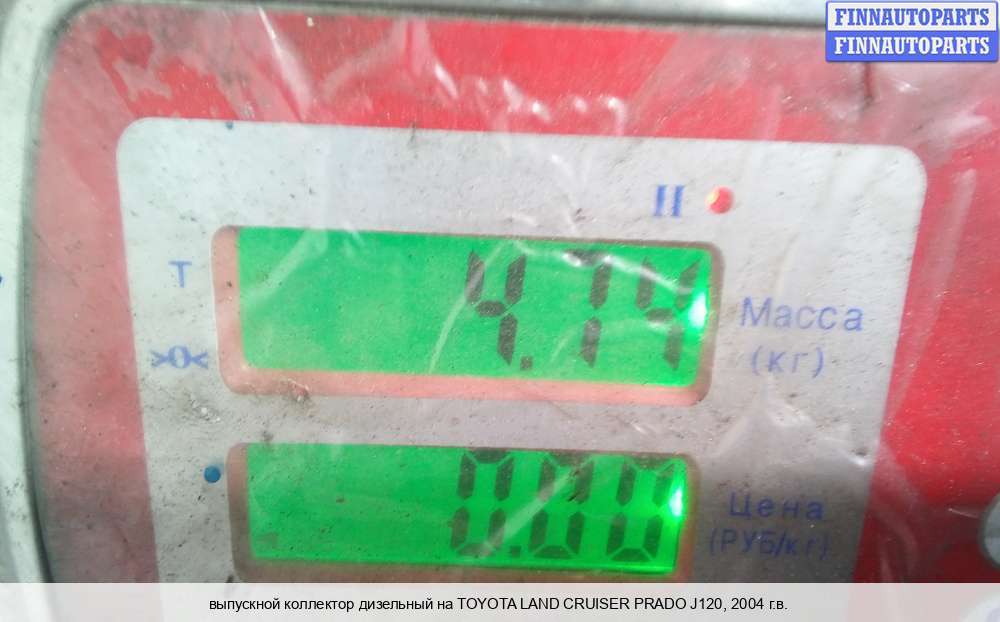 FINNAUTOPARTS
FINNAUTOPARTS
II
T
4.74
Масса
>0<
(кг)
0.00
Цена
(РУБ/кг)
выпускной коллектор дизельный на TOYOTA LAND CRUISER PRADO J120, 2004 г.в.